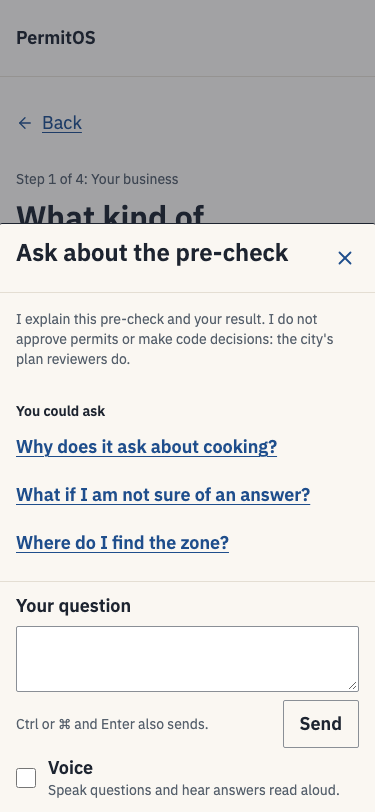 PermitOS
← Back
Step 1 of 4: Your business
What kind of
Ask about the pre-check
I explain this pre-check and your result. I do not
approve permits or make code decisions: the city's
plan reviewers do.
You could ask
Why does it ask about cooking?
What if I am not sure of an answer?
Where do I find the zone?
Your question
Ctrl or ⌘ and Enter also sends.
Send
Voice
Speak questions and hear answers read aloud.